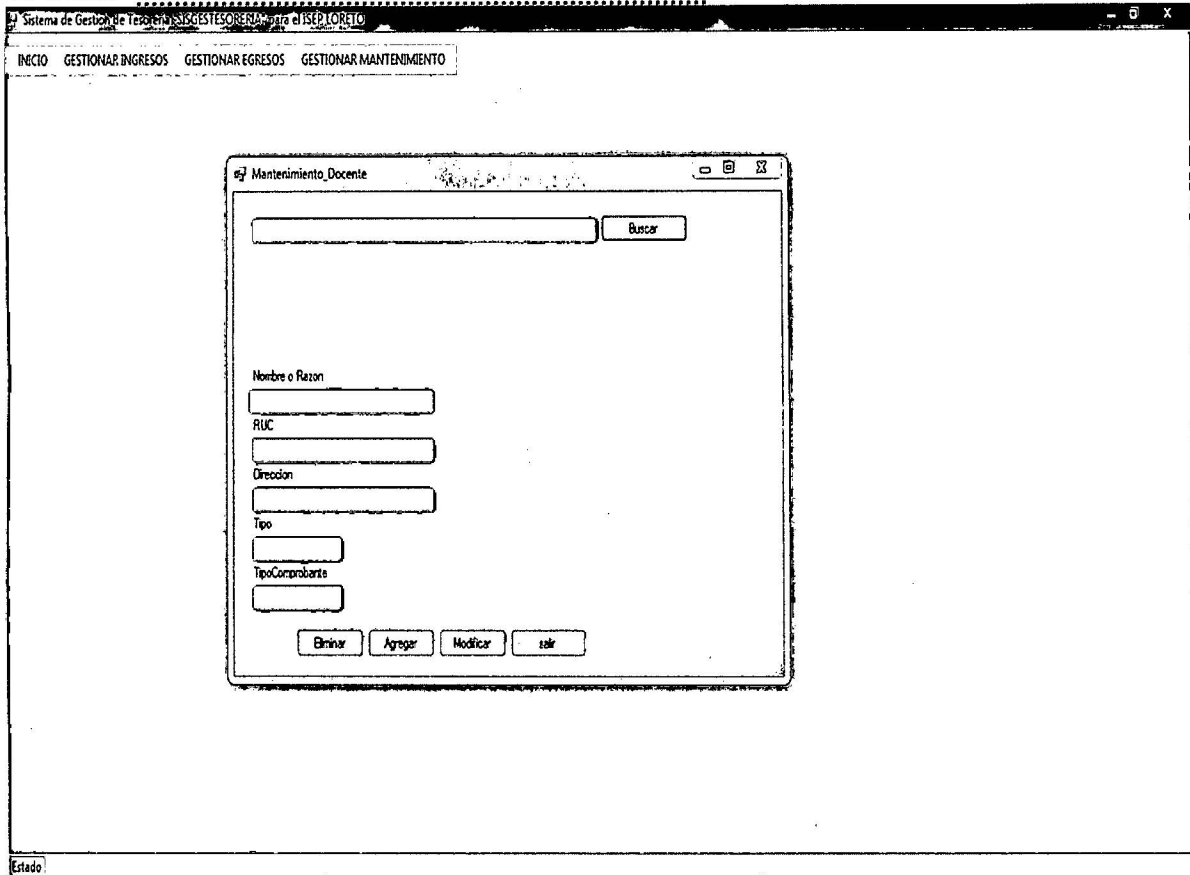 Sistema de Gestion de Tesoreria "SISGESTESORERIA" para el ISEP LORETO
INICIO GESTIONAR INGRESOS GESTIONAR EGRESOS GESTIONAR MANTENIMIENTO
Mantenimiento_Docente
Buscar
Nombre o Razon
RUC
Direccion
Tipo
TipoComprobante
Eliminar Agregar Modificar salir
Estado